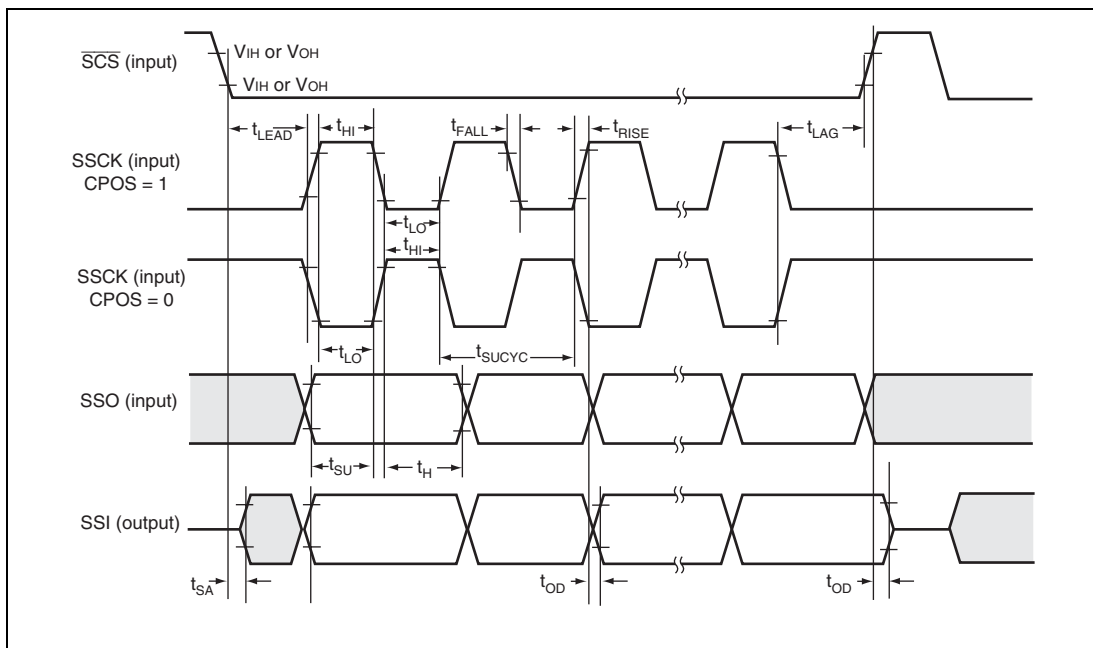 SCS (input)
VIH or VOH
VIH or VOH
tLEAD
tHI
tFALL
tRISE
tLAG
SSCK (input)
CPOS = 1
tLO
tHI
SSCK (input)
CPOS = 0
tLO
tSUCYC
SSO (input)
tSU
tH
SSI (output)
tSA
tOD
tOD